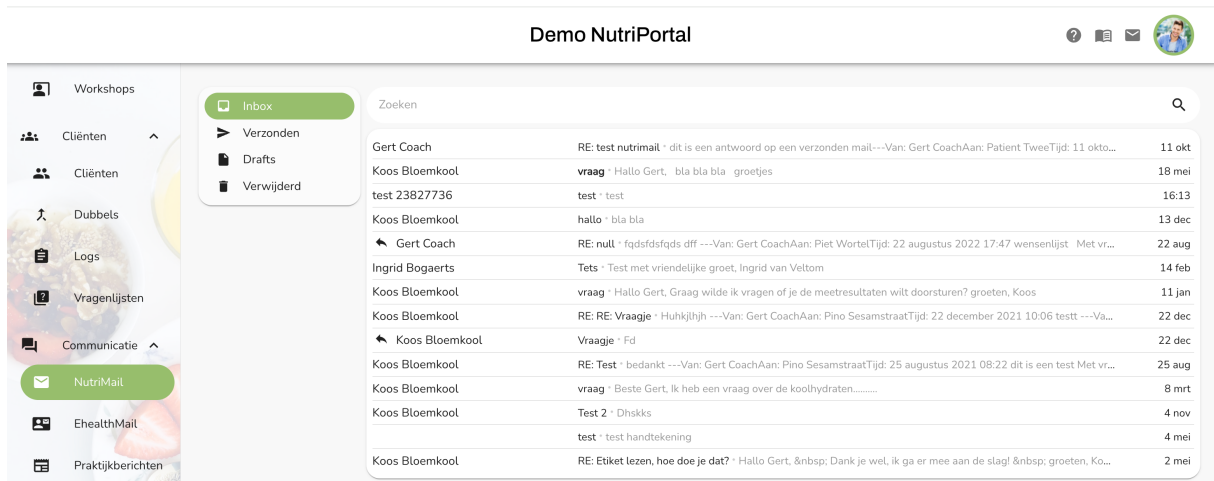 Demo NutriPortal
Workshops
Cliënten
Cliënten
Dubbels
Logs
Vragenlijsten
Communicatie
NutriMail
EhealthMail
Praktijkberichten
Inbox
Verzonden
Drafts
Verwijderd
Zoeken
Gert Coach RE: test nutrimail - dit is een antwoord op een verzonden mail---Van: Gert CoachAan: Patient TweeTijd: 11 okto... 11 okt
Koos Bloemkool vraag - Hallo Gert, bla bla bla groetjes 18 mei
test 23827736 test - test 16:13
Koos Bloemkool hallo - bla bla 13 dec
Gert Coach RE: null - fqdsfdsfqds dff ---Van: Gert CoachAan: Piet WortelTijd: 22 augustus 2022 17:47 wensenlijst Met vr... 22 aug
Ingrid Bogaerts Tets - Test met vriendelijke groet, Ingrid van Veltom 14 feb
Koos Bloemkool vraag - Hallo Gert, Graag wilde ik vragen of je de meetresultaten wilt doorsturen? groeten, Koos 11 jan
Koos Bloemkool RE: RE: Vraagje - Huhkjlhjh ---Van: Gert CoachAan: Pino SesamstraatTijd: 22 december 2021 10:06 testt ---Va... 22 dec
Koos Bloemkool Vraagje - Fd 22 dec
Koos Bloemkool RE: Test - bedankt ---Van: Gert CoachAan: Pino SesamstraatTijd: 25 augustus 2021 08:22 dit is een test Met vr... 25 aug
Koos Bloemkool vraag - Beste Gert, Ik heb een vraag over de koolhydraten.......... 8 mrt
Koos Bloemkool Test 2 - Dhskks 4 nov
test - test handtekening 4 mei
Koos Bloemkool RE: Etiket lezen, hoe doe je dat? - Hallo Gert, &nbsp; Dank je wel, ik ga er mee aan de slag! &nbsp; groeten, Ko... 2 mei